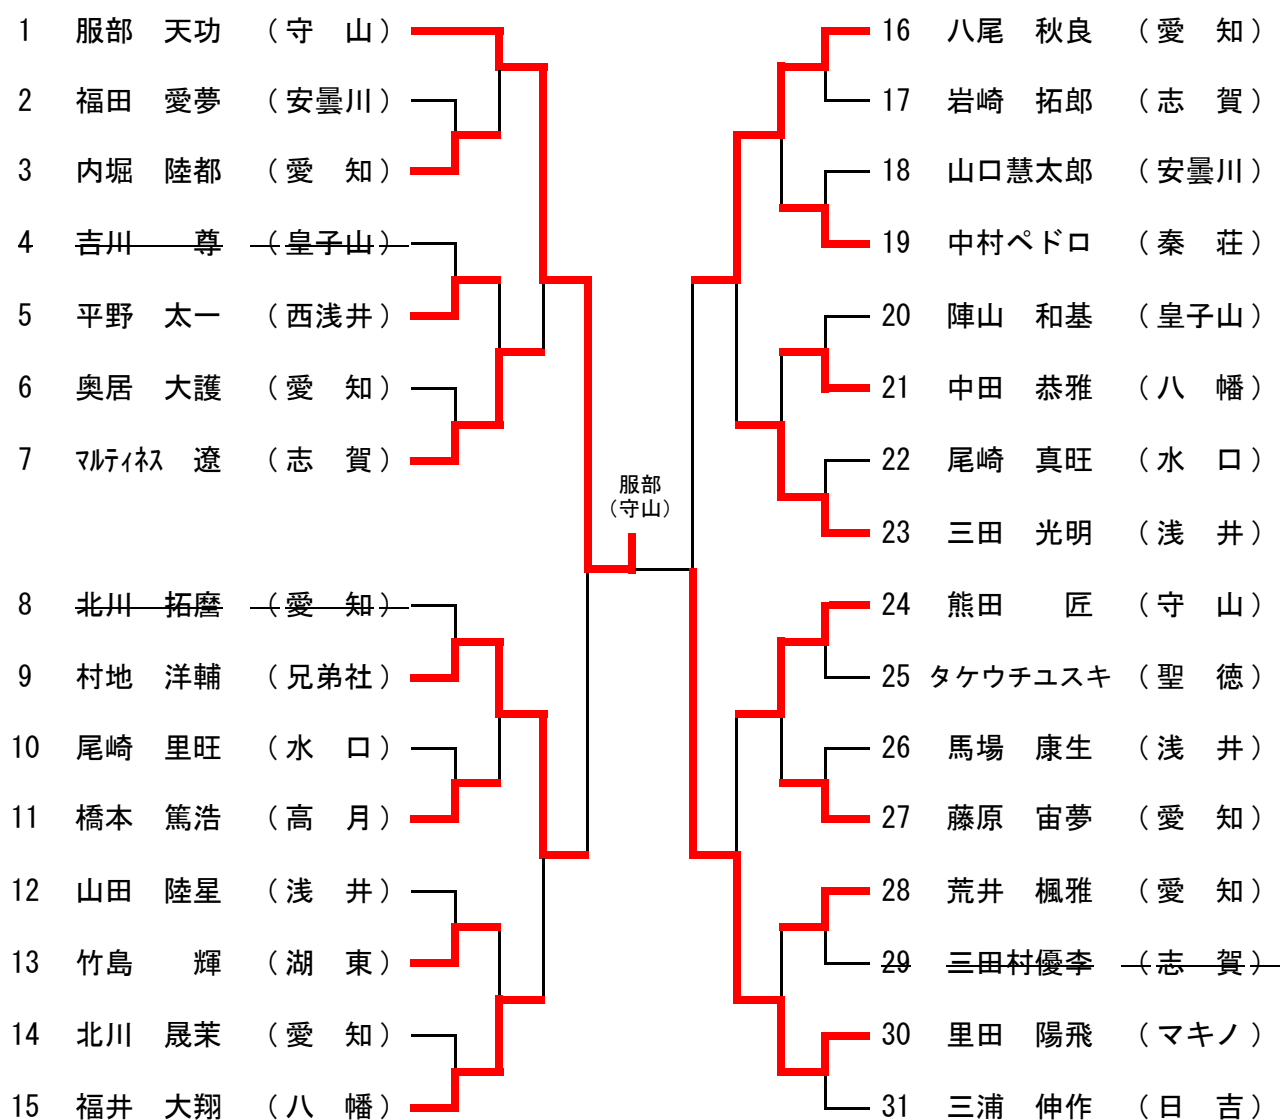 1 服部 天功 (守 山)
2 福田 愛夢 (安曇川)
3 内堀 陸都 (愛 知)
4 吉川 尊 (皇子山)
5 平野 太一 (西浅井)
6 奥居 大護 (愛 知)
7 ﾏﾙﾃｨﾈｽ 遼 (志 賀)
8 北川 拓麿 (愛 知)
9 村地 洋輔 (兄弟社)
10 尾崎 里旺 (水 口)
11 橋本 篤浩 (高 月)
12 山田 陸星 (浅 井)
13 竹島 輝 (湖 東)
14 北川 晟茉 (愛 知)
15 福井 大翔 (八 幡)
服部
(守山)
16 八尾 秋良 (愛 知)
17 岩崎 拓郎 (志 賀)
18 山口慧太郎 (安曇川)
19 中村ペドロ (秦 荘)
20 陣山 和基 (皇子山)
21 中田 恭雅 (八 幡)
22 尾崎 真旺 (水 口)
23 三田 光明 (浅 井)
24 熊田 匠 (守 山)
25 タケウチユスキ (聖 徳)
26 馬場 康生 (浅 井)
27 藤原 宙夢 (愛 知)
28 荒井 楓雅 (愛 知)
29 三田村優李 (志 賀)
30 里田 陽飛 (マキノ)
31 三浦 伸作 (日 吉)